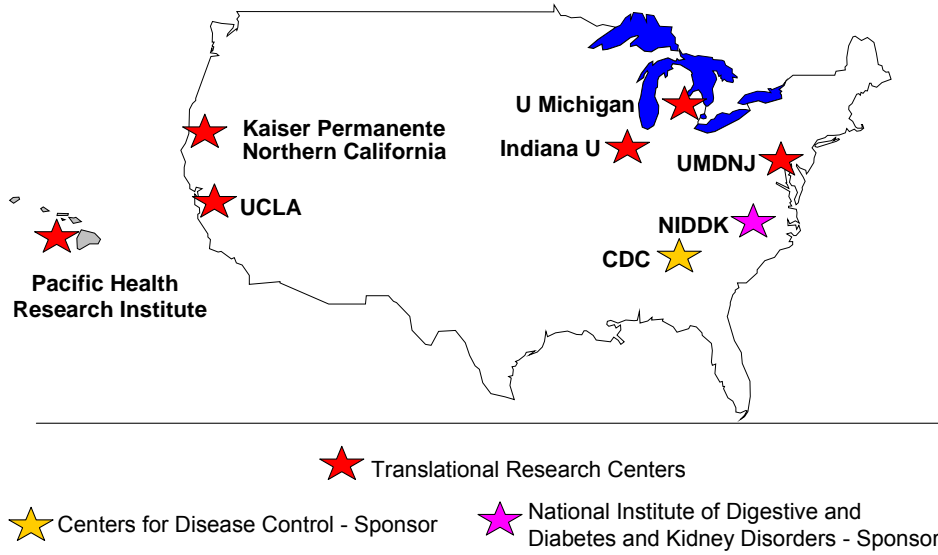 U Michigan
Kaiser Permanente
Northern California
Indiana U
UMDNJ
UCLA
NIDDK
CDC
Pacific Health
Research Institute
Translational Research Centers
Centers for Disease Control - Sponsor
National Institute of Digestive and
Diabetes and Kidney Disorders - Sponsor